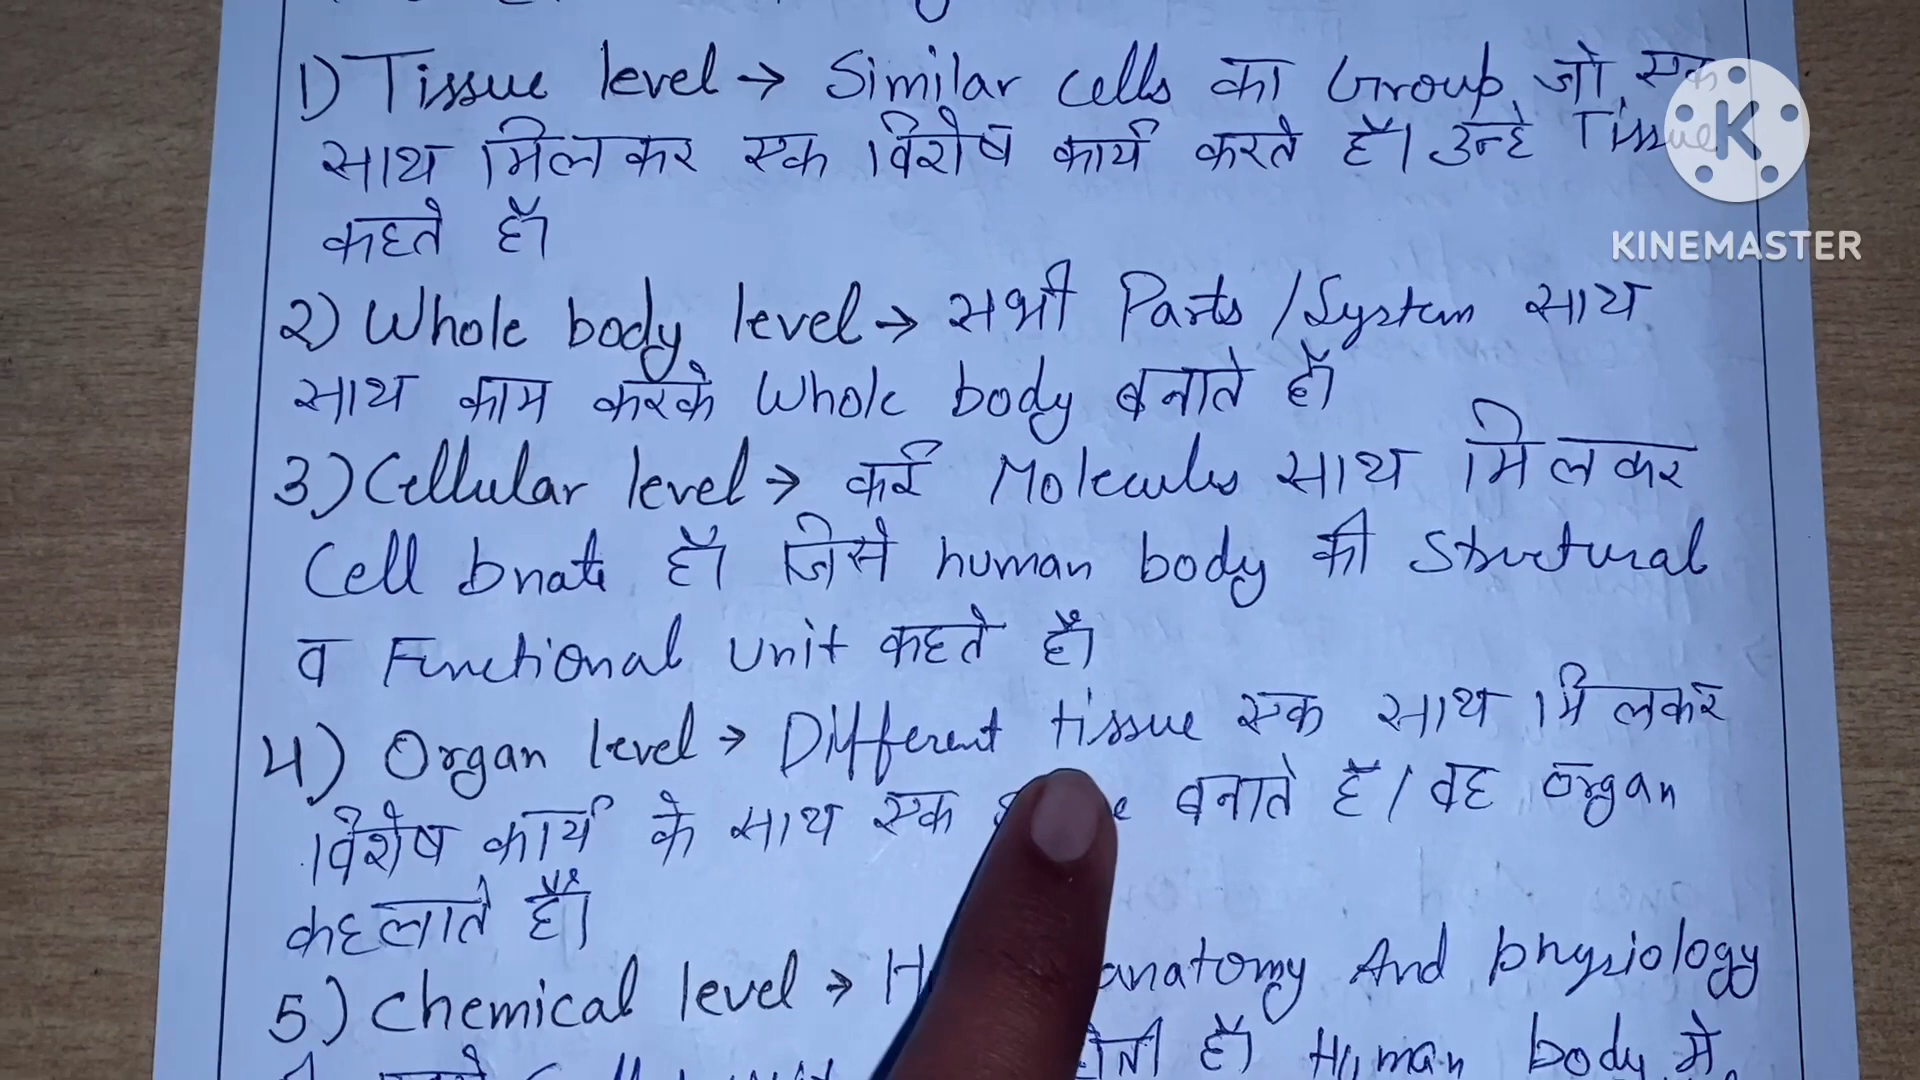 1) Tissue level → Similar cells का Group जो एक
साथ मिलकर एक विशेष कार्य करते हैं। उन्हे Tissue
कहते हैं।
2) Whole body level → सभी Parts / System साथ
साथ काम करके Whole body बनाते हैं।
3) Cellular level → कई Molecules साथ मिलकर
Cell bnate हैं। जिसे human body की Structural
व Functional Unit कहते हैं।
4) Organ level → Different tissue एक साथ मिलकर
विशेष कार्य के साथ एक बनाते हैं। वह organ
कहलाते हैं।
5) Chemical level → anatomy And physiology
होती हैं। Human body में
K
KINEMASTER